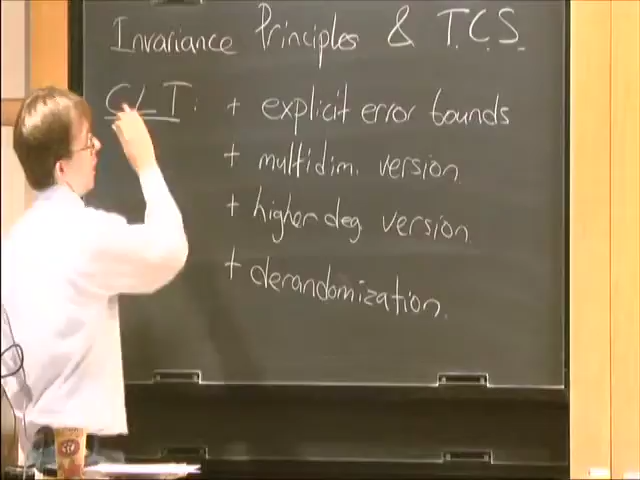 Invariance Principles & T.C.S.
CLT: + explicit error bounds
+ multidim. version
+ higher deg version
+ derandomization.